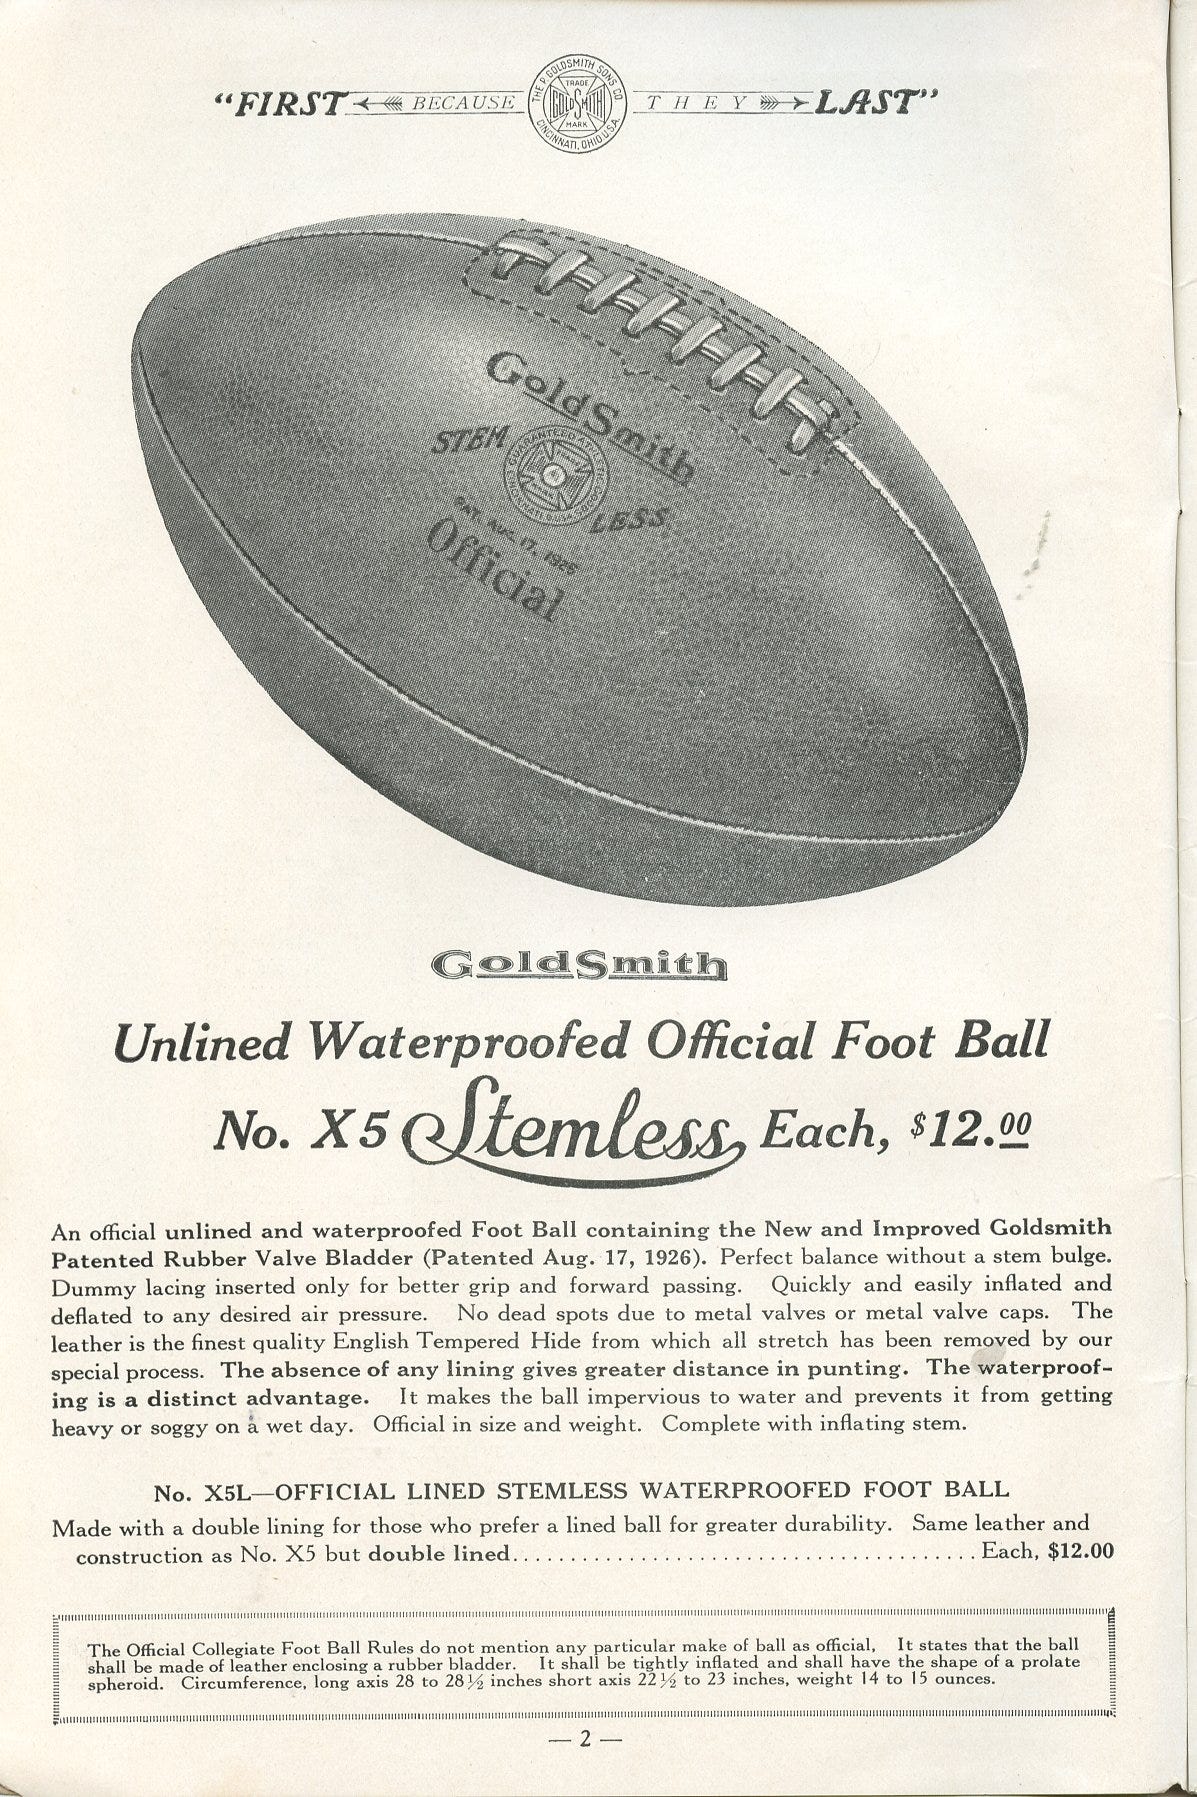 "FIRST BECAUSE THEY LAST"
THE P. GOLDSMITH SONS CO
TRADE
GOLDSMITH
MARK
CINCINNATI, OHIO U.S.A.
GoldSmith
STEM LESS
PAT. AUG. 17, 1926
Official
GoldSmith
Unlined Waterproofed Official Foot Ball
No. X5 Stemless Each, $12.00
An official unlined and waterproofed Foot Ball containing the New and Improved Goldsmith
Patented Rubber Valve Bladder (Patented Aug. 17, 1926). Perfect balance without a stem bulge.
Dummy lacing inserted only for better grip and forward passing. Quickly and easily inflated and
deflated to any desired air pressure. No dead spots due to metal valves or metal valve caps. The
leather is the finest quality English Tempered Hide from which all stretch has been removed by our
special process. The absence of any lining gives greater distance in punting. The waterproof-
ing is a distinct advantage. It makes the ball impervious to water and prevents it from getting
heavy or soggy on a wet day. Official in size and weight. Complete with inflating stem.
No. X5L—OFFICIAL LINED STEMLESS WATERPROOFED FOOT BALL
Made with a double lining for those who prefer a lined ball for greater durability. Same leather and
construction as No. X5 but double lined........................................Each, $12.00
The Official Collegiate Foot Ball Rules do not mention any particular make of ball as official, It states that the ball
shall be made of leather enclosing a rubber bladder. It shall be tightly inflated and shall have the shape of a prolate
spheroid. Circumference, long axis 28 to 28½ inches short axis 22½ to 23 inches, weight 14 to 15 ounces.
— 2 —